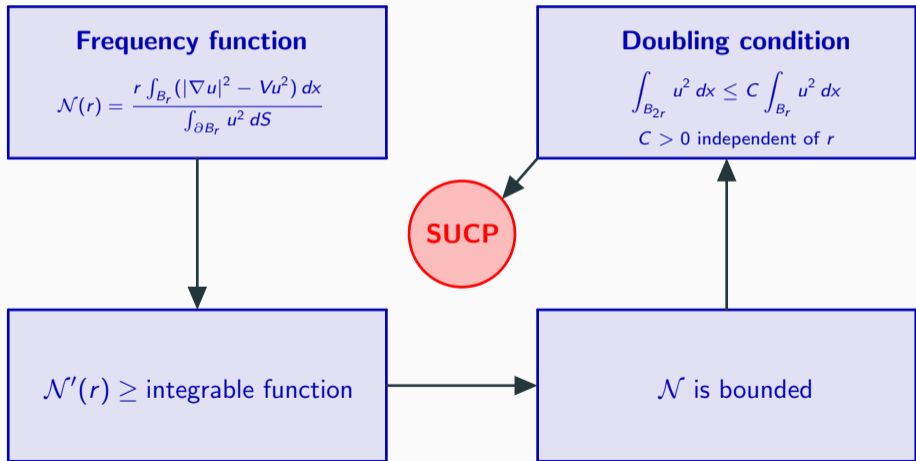 Frequency function
𝒩(r) = r ∫_{B_r} (|∇u|² − Vu²) dx / ∫_{∂B_r} u² dS
Doubling condition
∫_{B_{2r}} u² dx ≤ C ∫_{B_r} u² dx
C > 0 independent of r
SUCP
𝒩′(r) ≥ integrable function
𝒩 is bounded